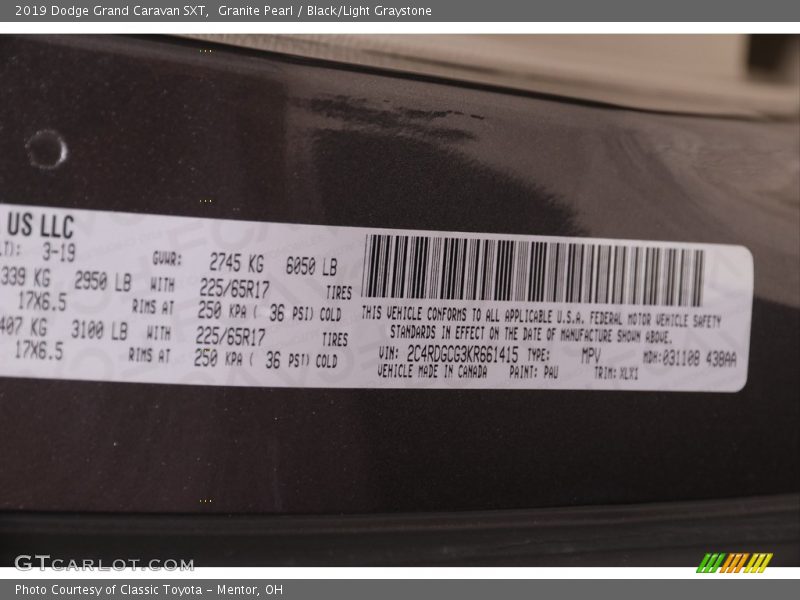 2019 Dodge Grand Caravan SXT, Granite Pearl / Black/Light Graystone
US LLC
3-19
GVWR: 2745 KG 6050 LB
339 KG 2950 LB WITH 225/65R17 TIRES
17X6.5 RIMS AT 250 KPA ( 36 PSI) COLD
407 KG 3100 LB WITH 225/65R17 TIRES
17X6.5 RIMS AT 250 KPA ( 36 PSI) COLD
THIS VEHICLE CONFORMS TO ALL APPLICABLE U.S.A. FEDERAL MOTOR VEHICLE SAFETY
STANDARDS IN EFFECT ON THE DATE OF MANUFACTURE SHOWN ABOVE.
VIN: 2C4RDGCG3KR661415 TYPE: MPV MDH:031108 438AA
VEHICLE MADE IN CANADA PAINT: PAU TRIM: XLX1
GTCARLOT.COM
Photo Courtesy of Classic Toyota - Mentor, OH